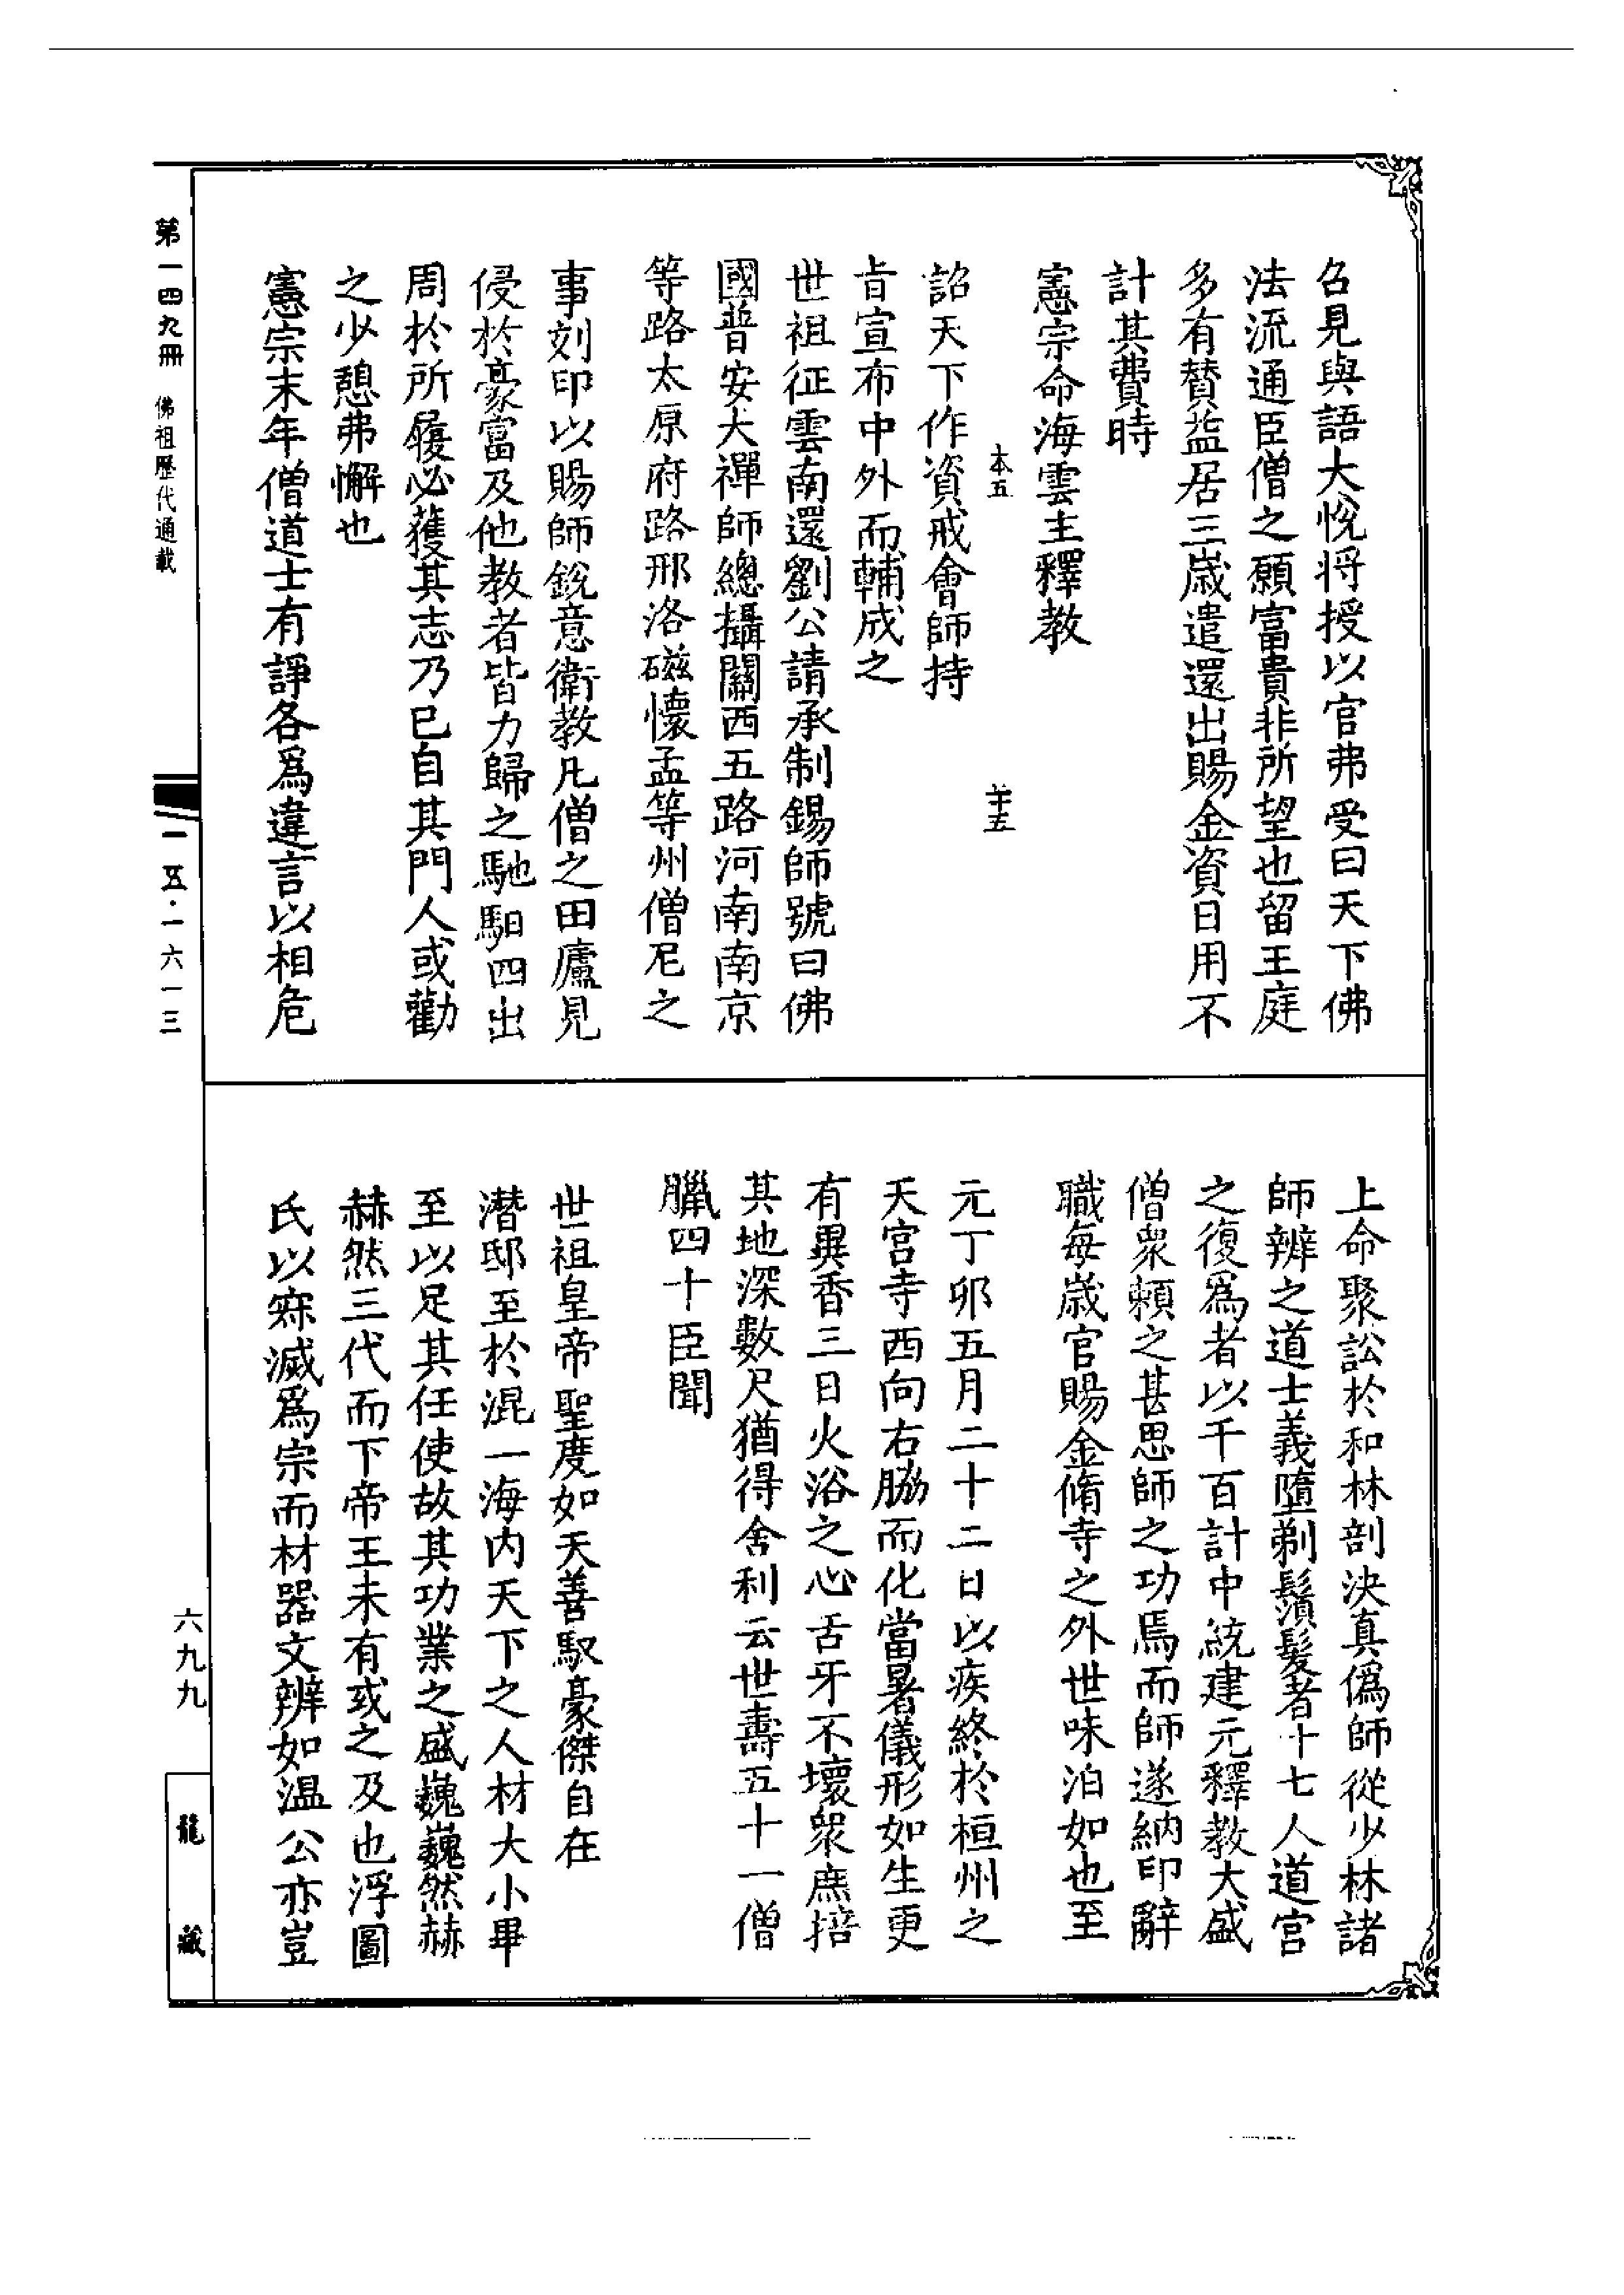 召見與語大悅将授以官弗受曰天下佛
法流通臣僧之願富貴非所望也留王庭
多有賛益居三歳遣還出賜金資日用不
計其費時
憲宗命海雲主釋教
本五
詔天下作資戒會師持
㫖宣布中外而輔成之
世祖征雲南還劉公請承制錫師號曰佛
國普安大禪師總攝關西五路河南南京
等路太原府路邢洛磁懷孟等州僧尼之
事刻印以賜師銳意衛教凡僧之田廬見
侵於豪富及他教者皆力歸之馳馹四出
周於所履必獲其志乃已自其門人或勸
之少憩弗懈也
憲宗末年僧道士有諍各爲違言以相危
上命聚訟於和林剖決真僞師從少林諸
師辨之道士義墮剃鬚髮者十七人道宫
之復爲者以千百計中統建元釋教大盛
僧衆頼之甚思師之功焉而師遂納印辭
職每歳官賜金脩寺之外世味泊如也至
元丁卯五月二十二日以疾終於桓州之
天宫寺西向右脇而化當暑儀形如生更
有異香三日火浴之心舌牙不壞衆庶掊
其地深數尺猶得舍利云世壽五十一僧
臘四十臣聞
世祖皇帝聖度如天善馭豪傑自在
潜邸至於混一海内天下之人材大小畢
至以足其任使故其功業之盛巍巍然赫
赫然三代而下帝王未有或之及也浮圖
氏以寂滅爲宗而材器文辨如温公亦豈
第一四九冊　佛祖歷代通載
一五·一六一三
六九九
龍藏